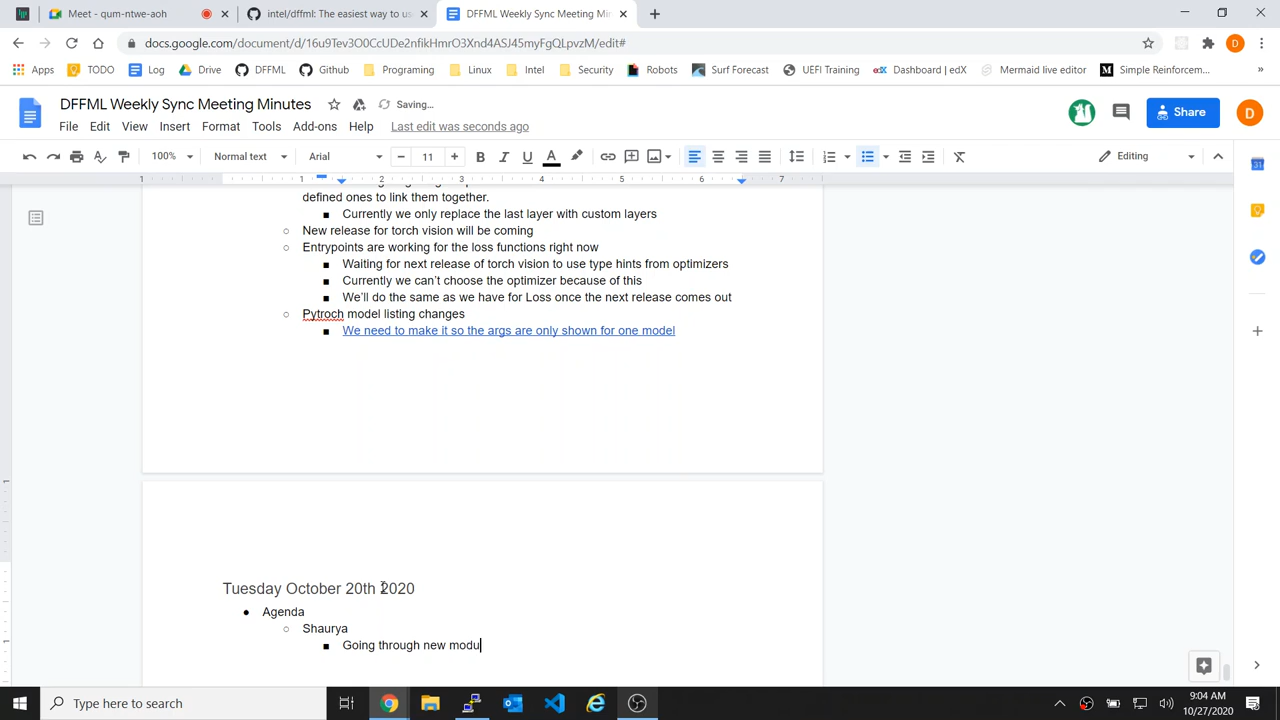 Meet - qum-ntwe-aoh
intel/dffml: The easiest way to us
DFFML Weekly Sync Meeting Min
docs.google.com/document/d/16u9Tev3O0CcUDe2nfikHmrO3Xnd4ASJ45myFgQLpvzM/edit#
Apps TODO Log Drive DFFML Github Programing Linux Intel Security Robots Surf Forecast UEFI Training Dashboard | edX Mermaid live editor Simple Reinforcem...
DFFML Weekly Sync Meeting Minutes
Saving...
File Edit View Insert Format Tools Add-ons Help Last edit was seconds ago
Share
D
100% Normal text Arial 11 B I U A Editing
1 1 2 3 4 5 6 7
defined ones to link them together.
Currently we only replace the last layer with custom layers
New release for torch vision will be coming
Entrypoints are working for the loss functions right now
Waiting for next release of torch vision to use type hints from optimizers
Currently we can't choose the optimizer because of this
We'll do the same as we have for Loss once the next release comes out
Pytroch model listing changes
We need to make it so the args are only shown for one model
Tuesday October 20th 2020
Agenda
Shaurya
Going through new modu
Type here to search
9:04 AM
10/27/2020